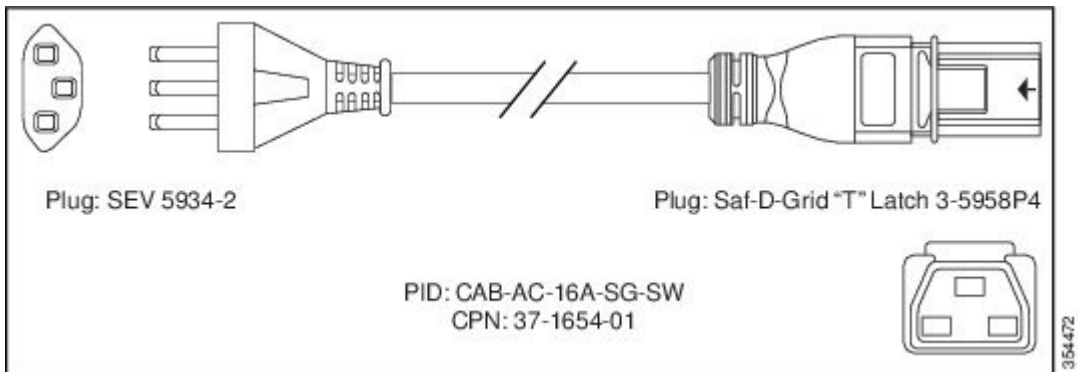 Plug: SEV 5934-2
Plug: Saf-D-Grid “T” Latch 3-5958P4
PID: CAB-AC-16A-SG-SW
CPN: 37-1654-01
354472